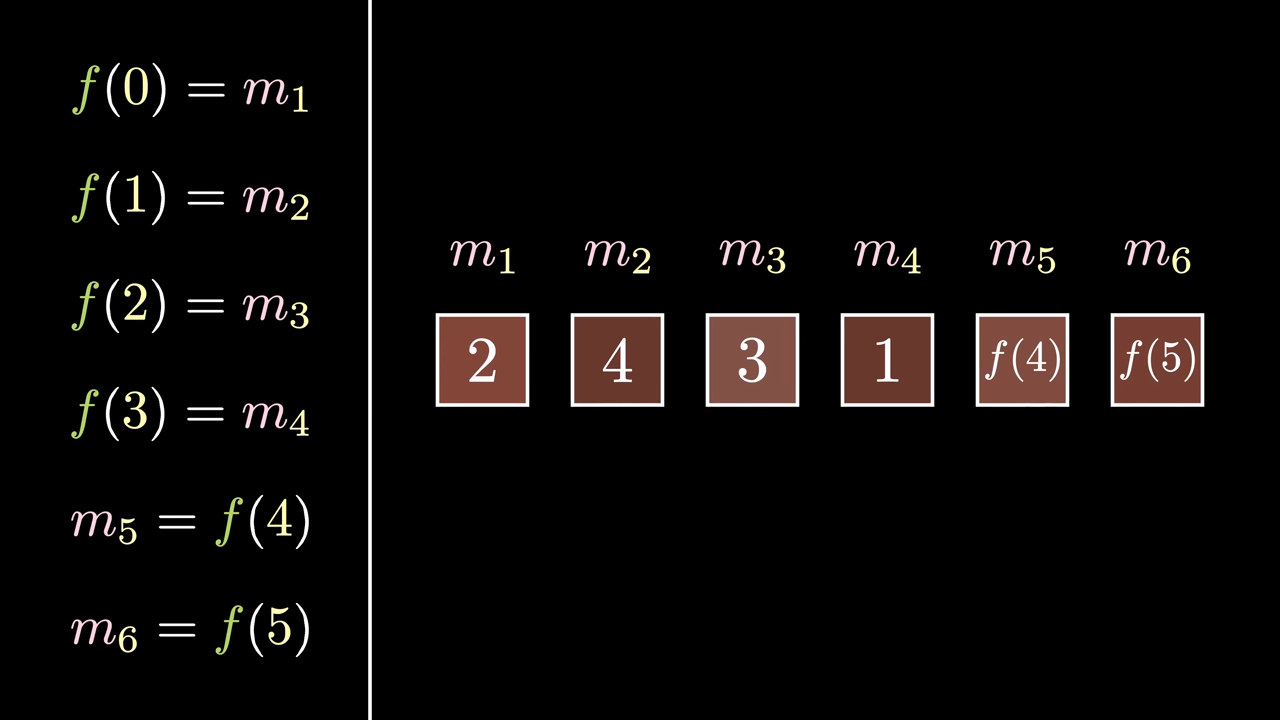 f(0) = m₁
f(1) = m₂
f(2) = m₃
f(3) = m₄
m₅ = f(4)
m₆ = f(5)
m₁ m₂ m₃ m₄ m₅ m₆
2 4 3 1 f(4) f(5)